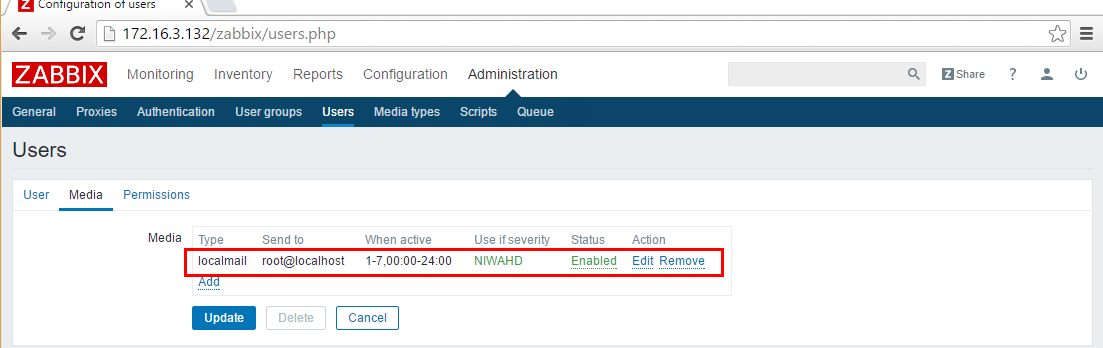 Configuration of users
172.16.3.132/zabbix/users.php
ZABBIX Monitoring Inventory Reports Configuration Administration Z Share ?
General Proxies Authentication User groups Users Media types Scripts Queue
Users
User Media Permissions
Media Type Send to When active Use if severity Status Action
localmail root@localhost 1-7,00:00-24:00 NIWAHD Enabled Edit Remove
Add
Update Delete Cancel